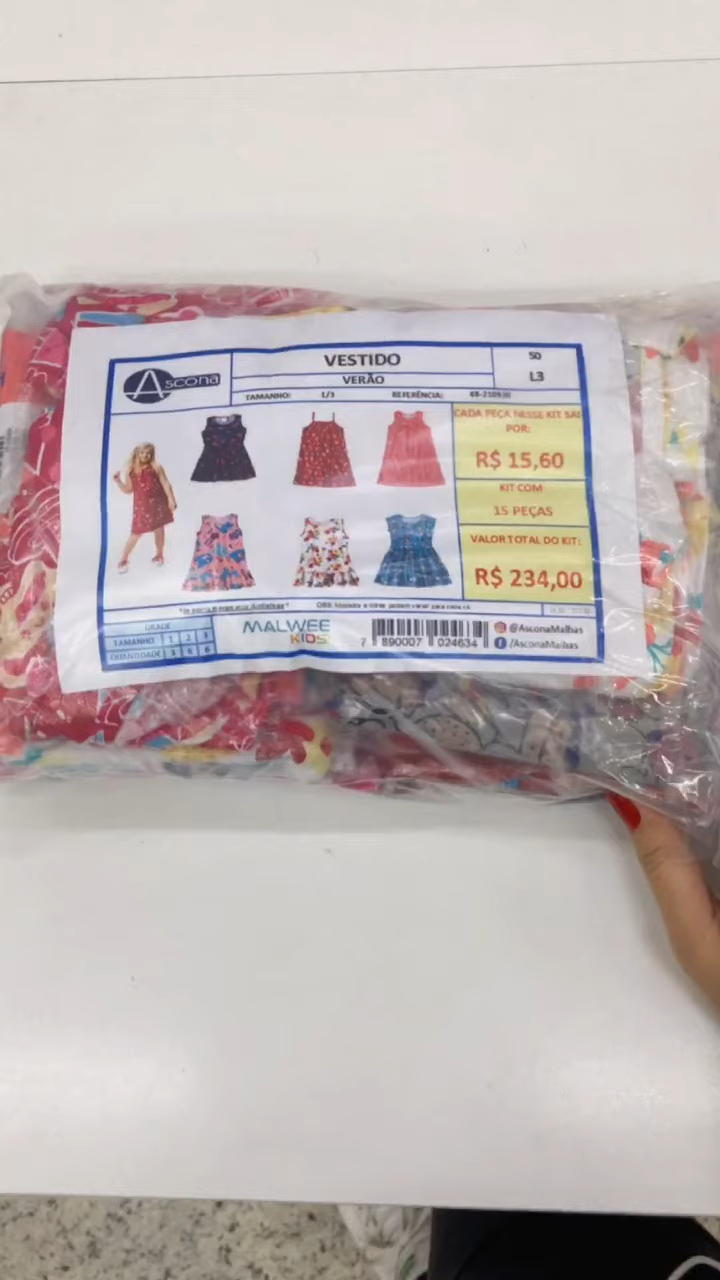 Ascona
VESTIDO
VERÃO
50
L3
TAMANHO: 1/3 REFERÊNCIA:
CADA PEÇA NESSE KIT SAI
POR:
R$ 15,60
KIT COM
15 PEÇAS
VALOR TOTAL DO KIT:
R$ 234,00
GRADE
TAMANHO 1 2 3
QUANTIDADE 3 6 6
MALWEE
KIDS
7 890007 024634
@AsconaMalhas
/AsconaMalhas